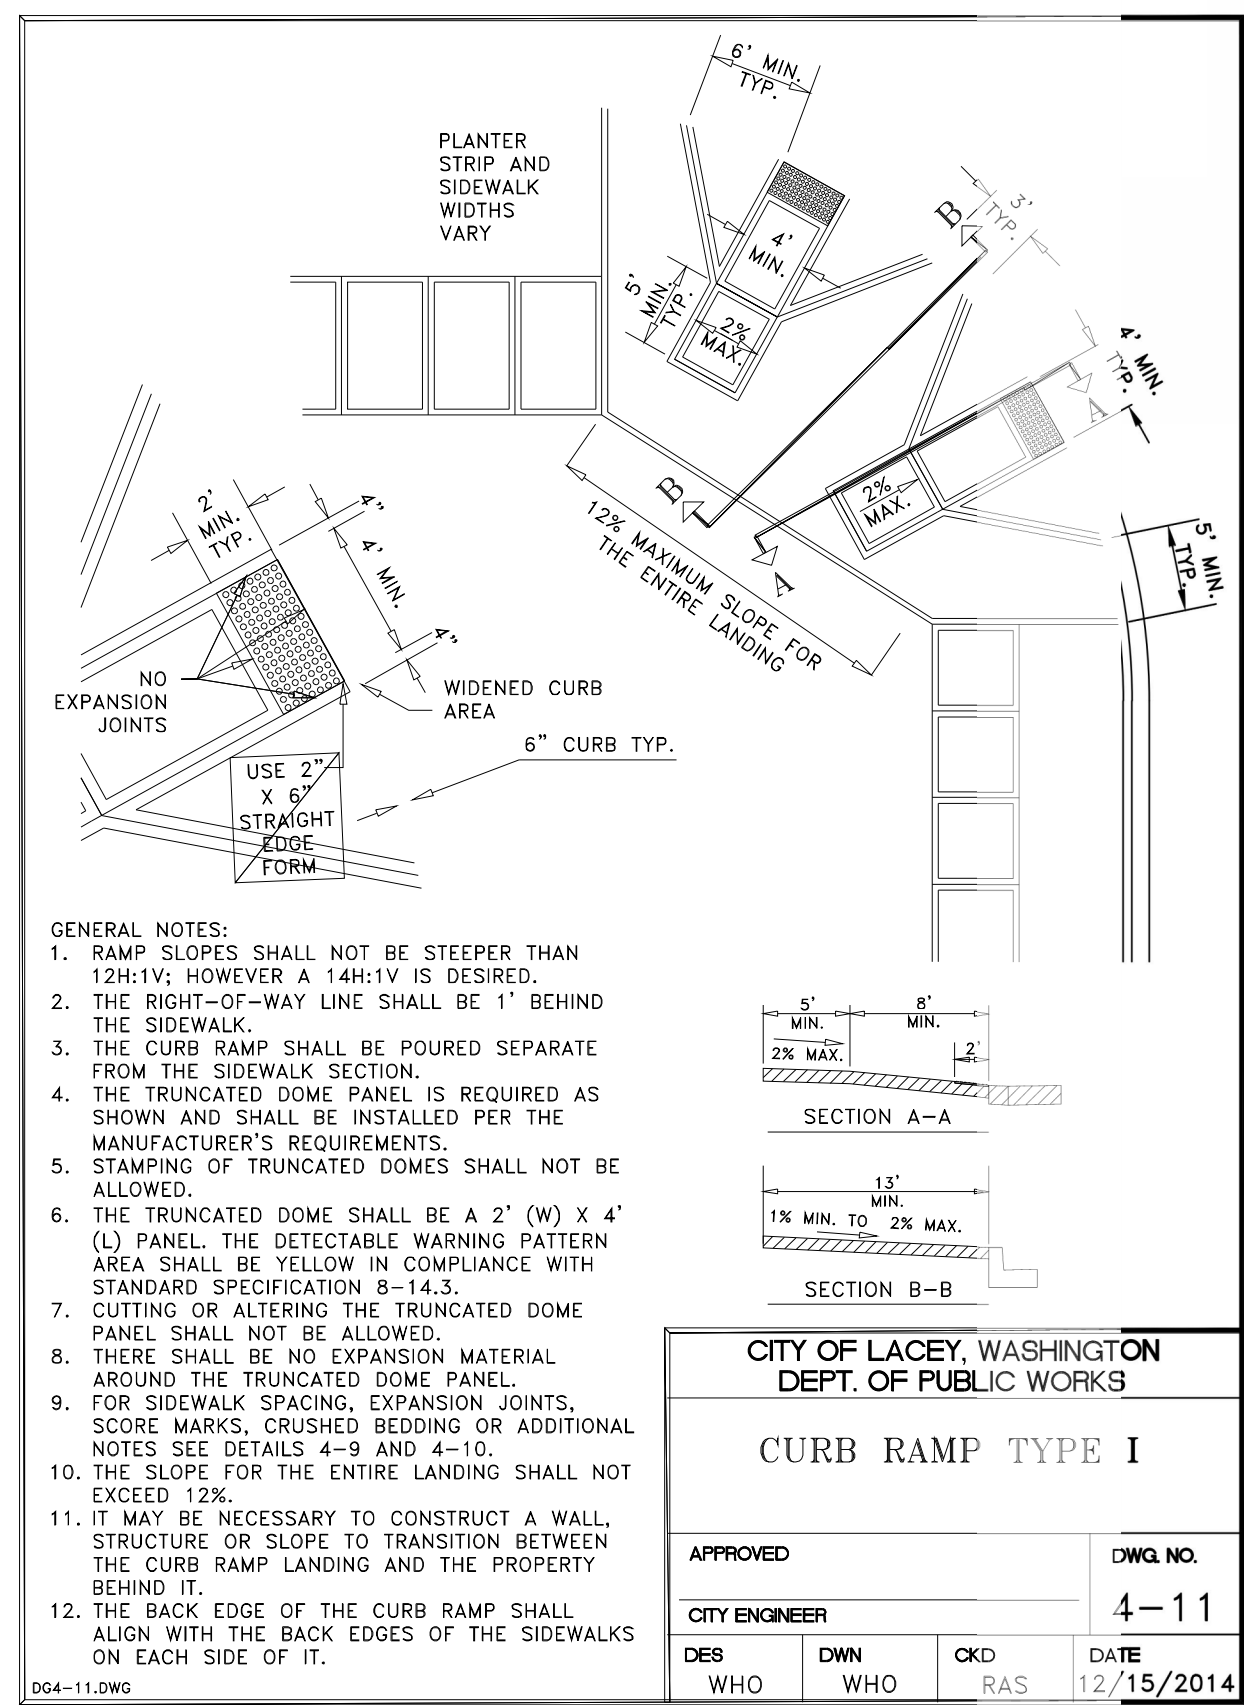 6' MIN.
TYP.
PLANTER
STRIP AND
SIDEWALK
WIDTHS
VARY
B
3'
TYP.
4'
MIN.
5'
MIN.
TYP.
2%
MAX.
4' MIN.
TYP.
A
2%
MAX.
B
A
12% MAXIMUM SLOPE FOR
THE ENTIRE LANDING
5' MIN.
TYP.
2'
MIN.
TYP.
4"
4'
MIN.
4"
NO
EXPANSION
JOINTS
WIDENED CURB
AREA
6" CURB TYP.
USE 2"
X 6"
STRAIGHT
EDGE
FORM
GENERAL NOTES:
1. RAMP SLOPES SHALL NOT BE STEEPER THAN
12H:1V; HOWEVER A 14H:1V IS DESIRED.
2. THE RIGHT-OF-WAY LINE SHALL BE 1' BEHIND
THE SIDEWALK.
3. THE CURB RAMP SHALL BE POURED SEPARATE
FROM THE SIDEWALK SECTION.
4. THE TRUNCATED DOME PANEL IS REQUIRED AS
SHOWN AND SHALL BE INSTALLED PER THE
MANUFACTURER'S REQUIREMENTS.
5. STAMPING OF TRUNCATED DOMES SHALL NOT BE
ALLOWED.
6. THE TRUNCATED DOME SHALL BE A 2' (W) X 4'
(L) PANEL. THE DETECTABLE WARNING PATTERN
AREA SHALL BE YELLOW IN COMPLIANCE WITH
STANDARD SPECIFICATION 8-14.3.
7. CUTTING OR ALTERING THE TRUNCATED DOME
PANEL SHALL NOT BE ALLOWED.
8. THERE SHALL BE NO EXPANSION MATERIAL
AROUND THE TRUNCATED DOME PANEL.
9. FOR SIDEWALK SPACING, EXPANSION JOINTS,
SCORE MARKS, CRUSHED BEDDING OR ADDITIONAL
NOTES SEE DETAILS 4-9 AND 4-10.
10. THE SLOPE FOR THE ENTIRE LANDING SHALL NOT
EXCEED 12%.
11. IT MAY BE NECESSARY TO CONSTRUCT A WALL,
STRUCTURE OR SLOPE TO TRANSITION BETWEEN
THE CURB RAMP LANDING AND THE PROPERTY
BEHIND IT.
12. THE BACK EDGE OF THE CURB RAMP SHALL
ALIGN WITH THE BACK EDGES OF THE SIDEWALKS
ON EACH SIDE OF IT.
DG4-11.DWG
5' 8'
MIN. MIN.
2% MAX. 2'
SECTION A-A
13'
MIN.
1% MIN. TO 2% MAX.
SECTION B-B
CITY OF LACEY, WASHINGTON
DEPT. OF PUBLIC WORKS
CURB RAMP TYPE I
APPROVED
CITY ENGINEER
DWG. NO.
4-11
DES DWN CKD DATE
WHO WHO RAS 12/15/2014